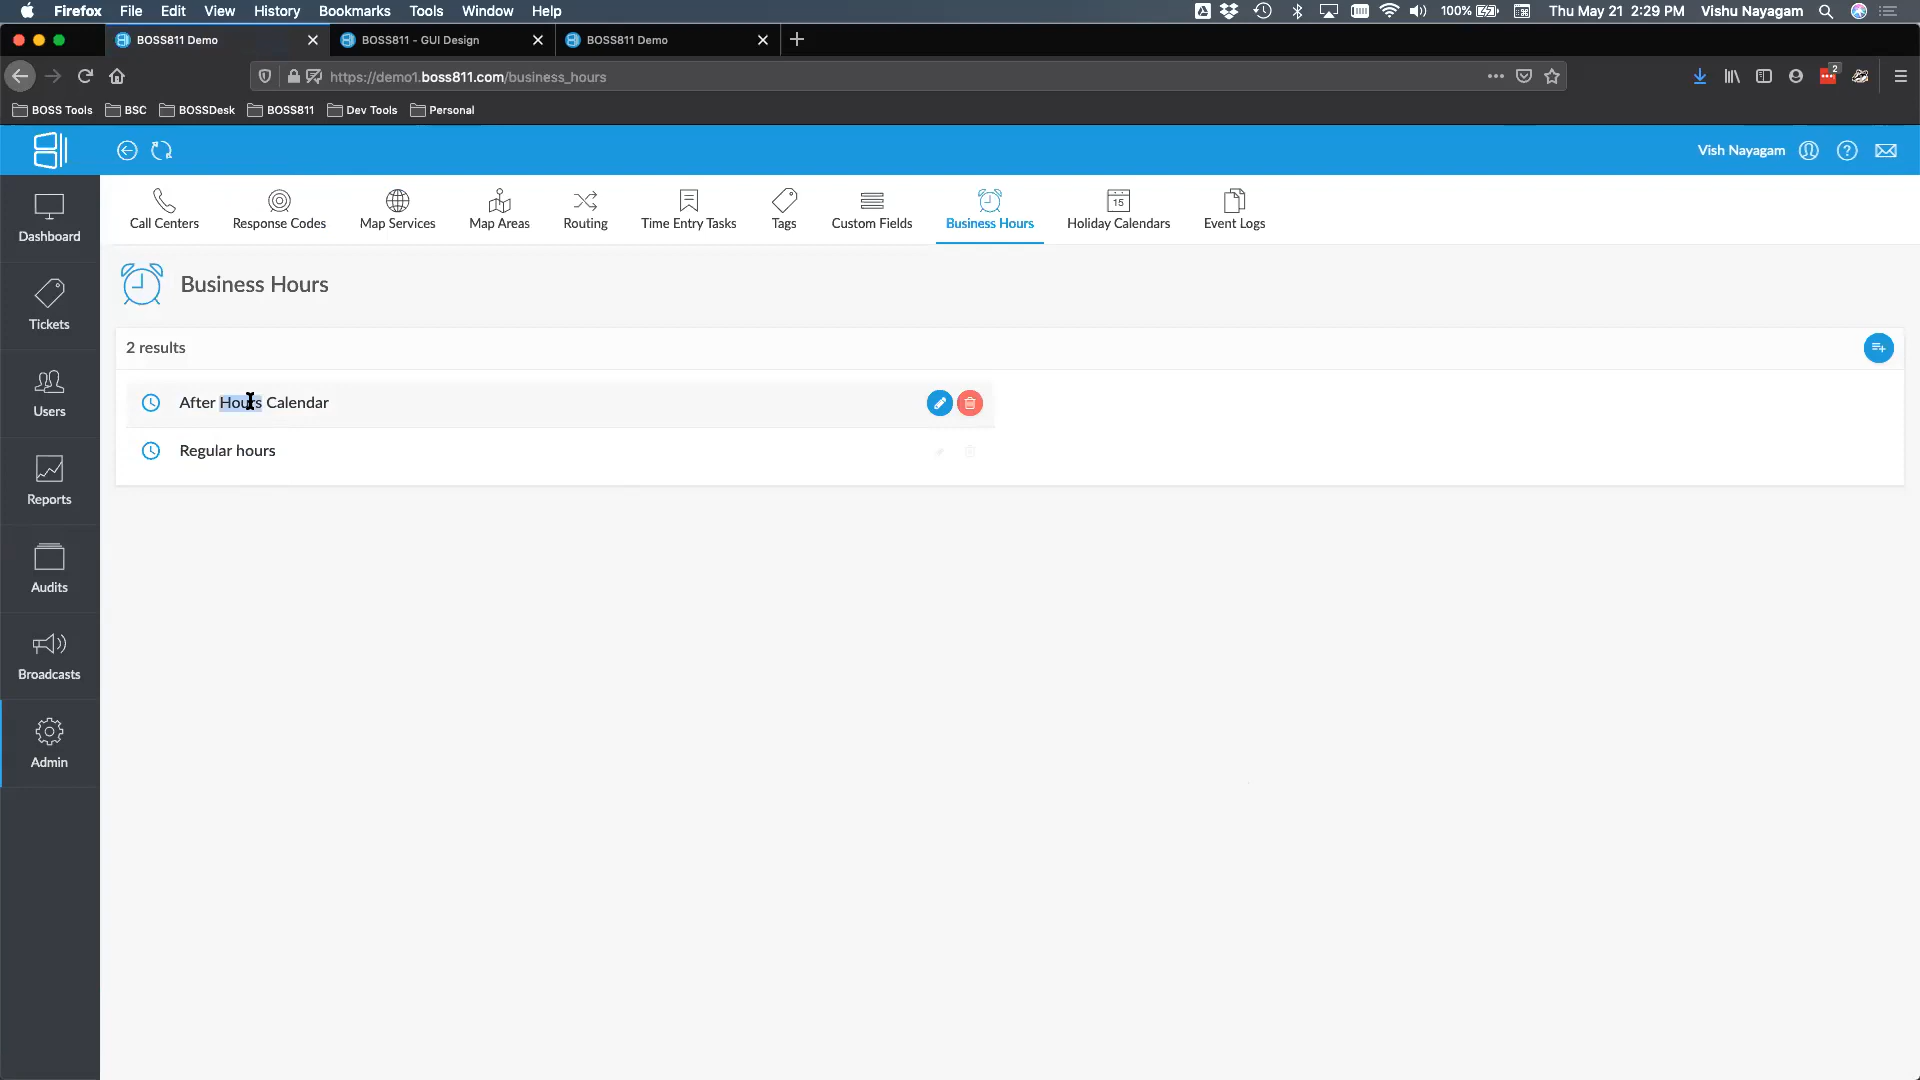 Firefox File Edit View History Bookmarks Tools Window Help 100% Thu May 21 2:29 PM Vishu Nayagam
BOSS811 Demo BOSS811 - GUI Design BOSS811 Demo
https://demo1.boss811.com/business_hours 2
BOSS Tools BSC BOSSDesk BOSS811 Dev Tools Personal
Vish Nayagam
Dashboard
Tickets
Users
Reports
Audits
Broadcasts
Admin
Call Centers Response Codes Map Services Map Areas Routing Time Entry Tasks Tags Custom Fields Business Hours 15 Holiday Calendars Event Logs
Business Hours
2 results
After Hours Calendar
Regular hours